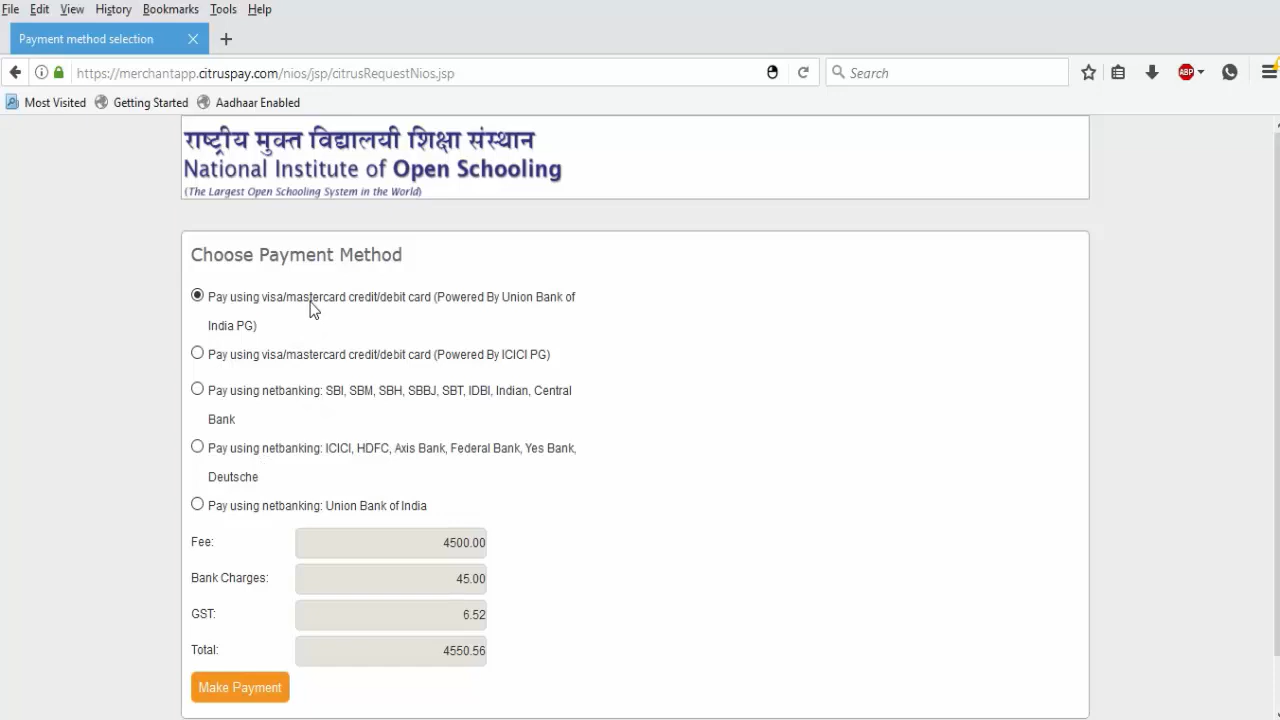 File Edit View History Bookmarks Tools Help
Payment method selection
https://merchantapp.citruspay.com/nios/jsp/citrusRequestNios.jsp
Search
ABP
Most Visited Getting Started Aadhaar Enabled
राष्ट्रीय मुक्त विद्यालयी शिक्षा संस्थान
National Institute of Open Schooling
(The Largest Open Schooling System in the World)
Choose Payment Method
Pay using visa/mastercard credit/debit card (Powered By Union Bank of
India PG)
Pay using visa/mastercard credit/debit card (Powered By ICICI PG)
Pay using netbanking: SBI, SBM, SBH, SBBJ, SBT, IDBI, Indian, Central
Bank
Pay using netbanking: ICICI, HDFC, Axis Bank, Federal Bank, Yes Bank,
Deutsche
Pay using netbanking: Union Bank of India
Fee: 4500.00
Bank Charges: 45.00
GST: 6.52
Total: 4550.56
Make Payment